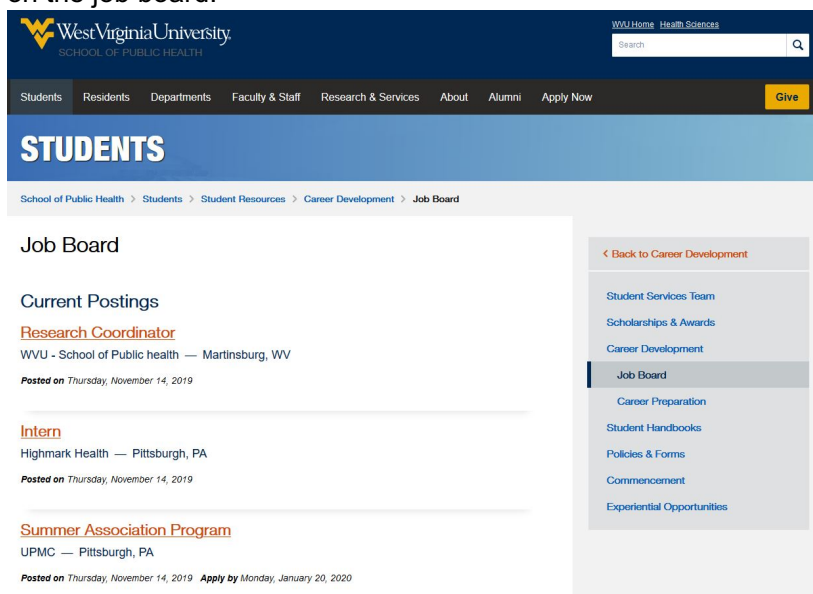 on the job board.
WestVirginiaUniversity.
SCHOOL OF PUBLIC HEALTH
WVU Home Health Sciences
Search
Students Residents Departments Faculty & Staff Research & Services About Alumni Apply Now Give
STUDENTS
School of Public Health > Students > Student Resources > Career Development > Job Board
Job Board
Current Postings
Research Coordinator
WVU - School of Public health — Martinsburg, WV
Posted on Thursday, November 14, 2019
Intern
Highmark Health — Pittsburgh, PA
Posted on Thursday, November 14, 2019
Summer Association Program
UPMC — Pittsburgh, PA
Posted on Thursday, November 14, 2019 Apply by Monday, January 20, 2020
< Back to Career Development
Student Services Team
Scholarships & Awards
Career Development
Job Board
Career Preparation
Student Handbooks
Policies & Forms
Commencement
Experiential Opportunities